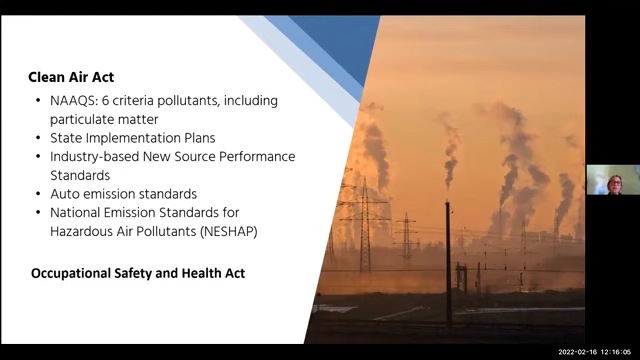 Clean Air Act
• NAAQS: 6 criteria pollutants, including
particulate matter
• State Implementation Plans
• Industry-based New Source Performance
Standards
• Auto emission standards
• National Emission Standards for
Hazardous Air Pollutants (NESHAP)
Occupational Safety and Health Act
2022-02-16 12:16:05